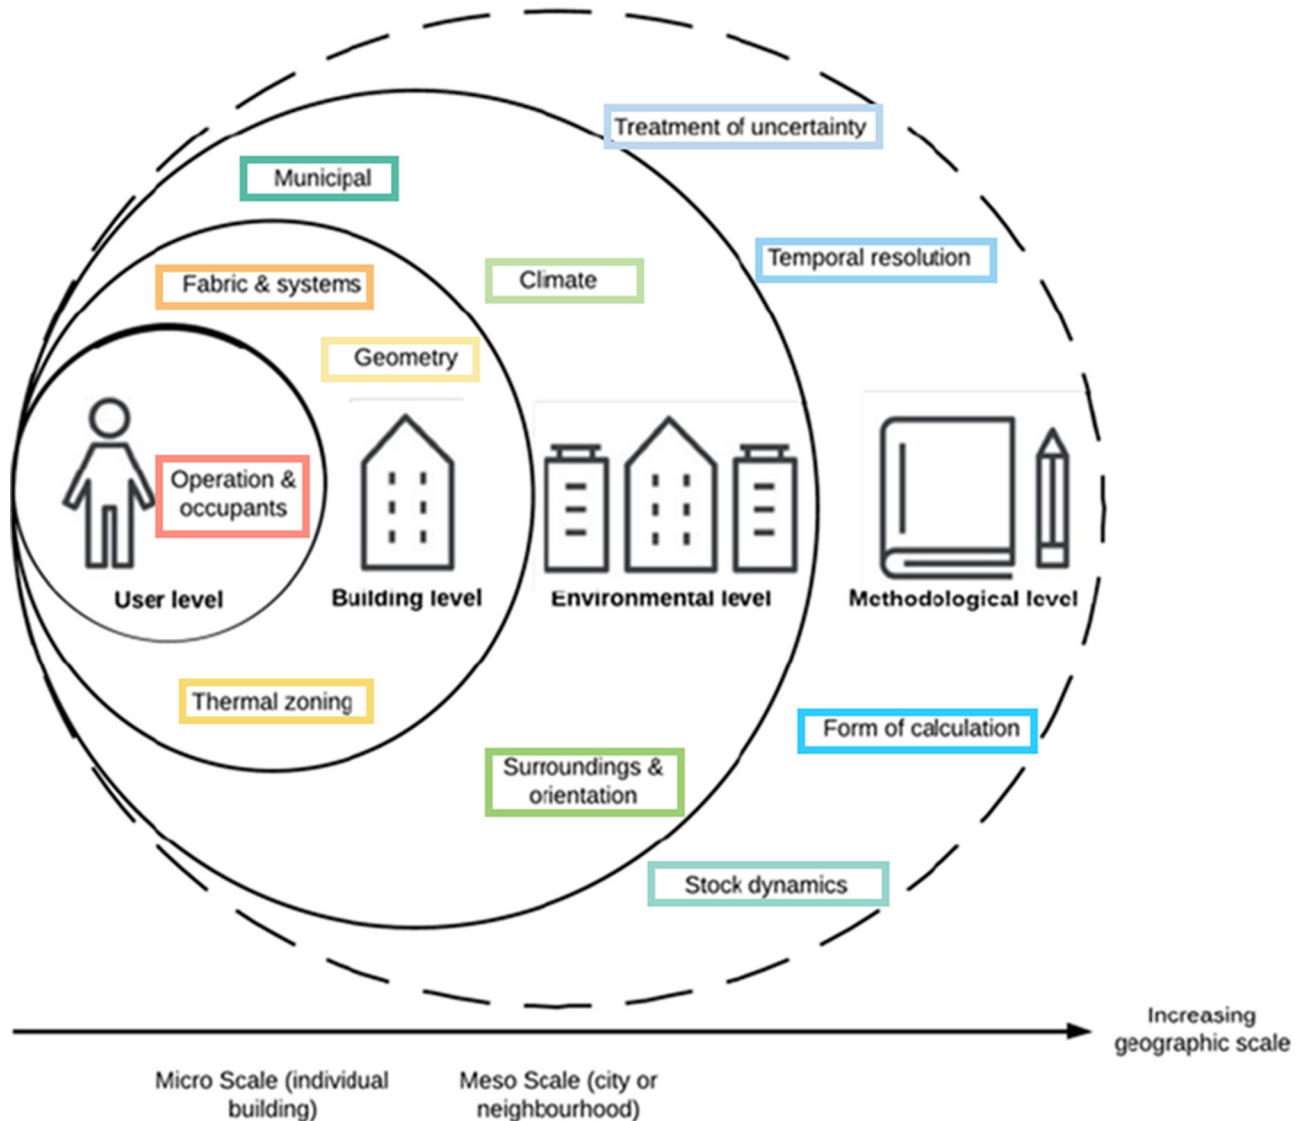 Treatment of uncertainty
Municipal
Temporal resolution
Fabric & systems
Climate
Geometry
Operation &
occupants
User level
Building level
Environmental level
Methodological level
Thermal zoning
Form of calculation
Surroundings &
orientation
Stock dynamics
Increasing
geographic scale
Micro Scale (individual
building)
Meso Scale (city or
neighbourhood)